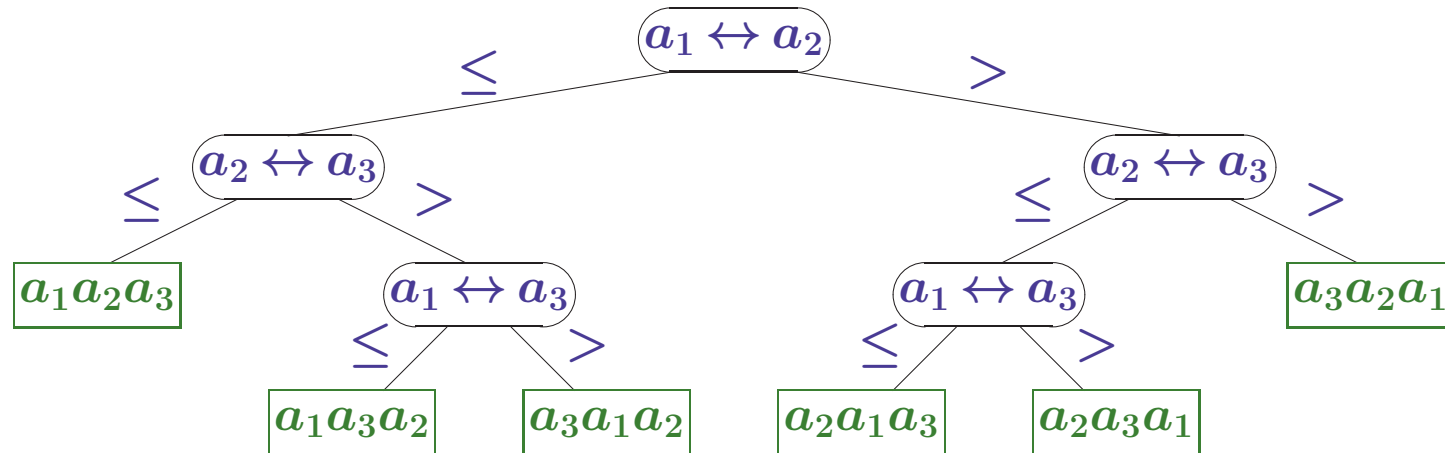 a₁ ↔ a₂
≤ >
a₂ ↔ a₃ a₂ ↔ a₃
≤ > ≤ >
a₁a₂a₃ a₁ ↔ a₃ a₁ ↔ a₃ a₃a₂a₁
≤ > ≤ >
a₁a₃a₂ a₃a₁a₂ a₂a₁a₃ a₂a₃a₁